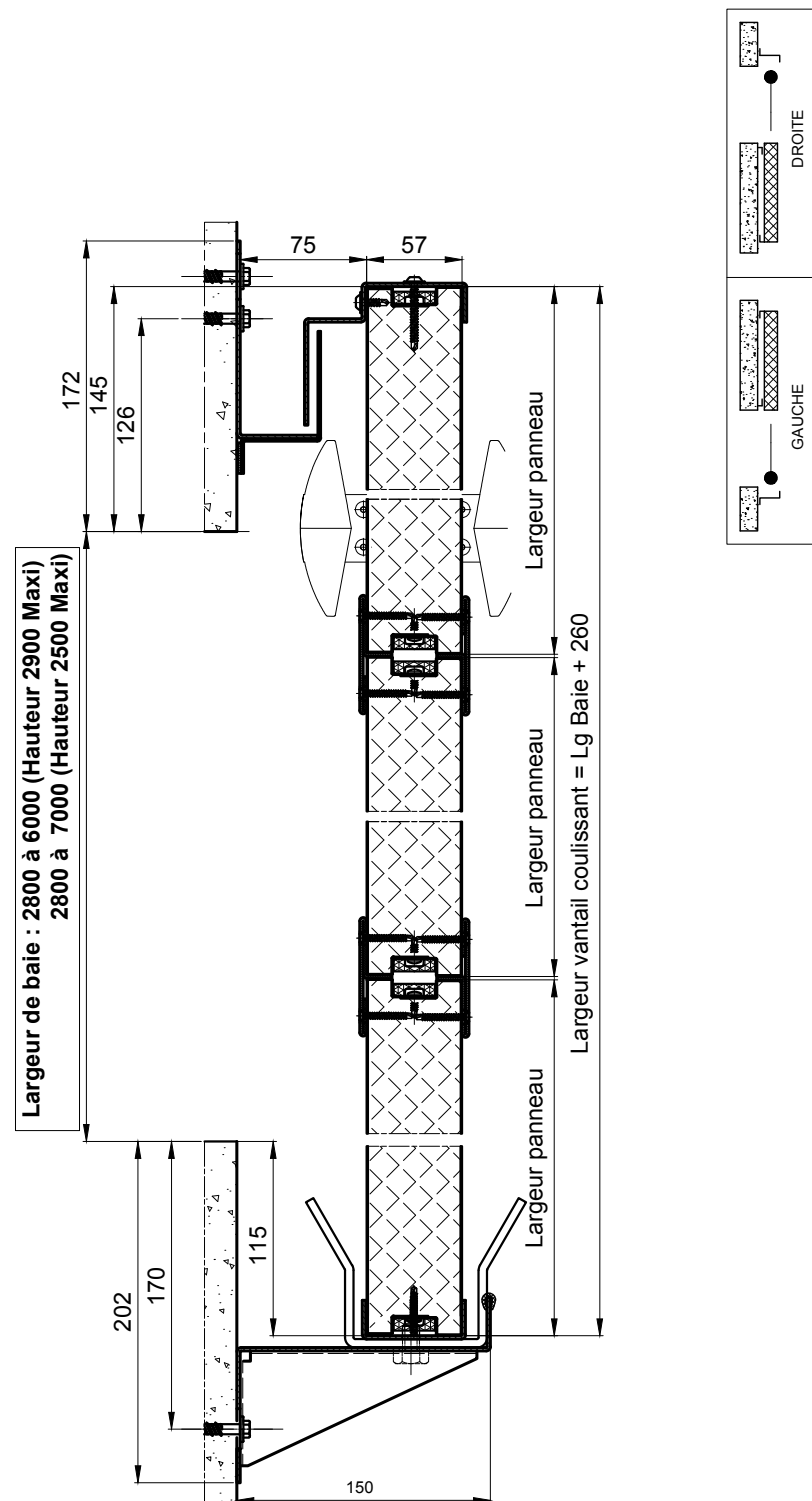 DROITE
GAUCHE
75
57
172
145
126
Largeur panneau
Largeur de baie : 2800 à 6000 (Hauteur 2900 Maxi)
2800 à 7000 (Hauteur 2500 Maxi)
Largeur panneau
Largeur vantail coulissant = Lg Baie + 260
Largeur panneau
115
170
202
150